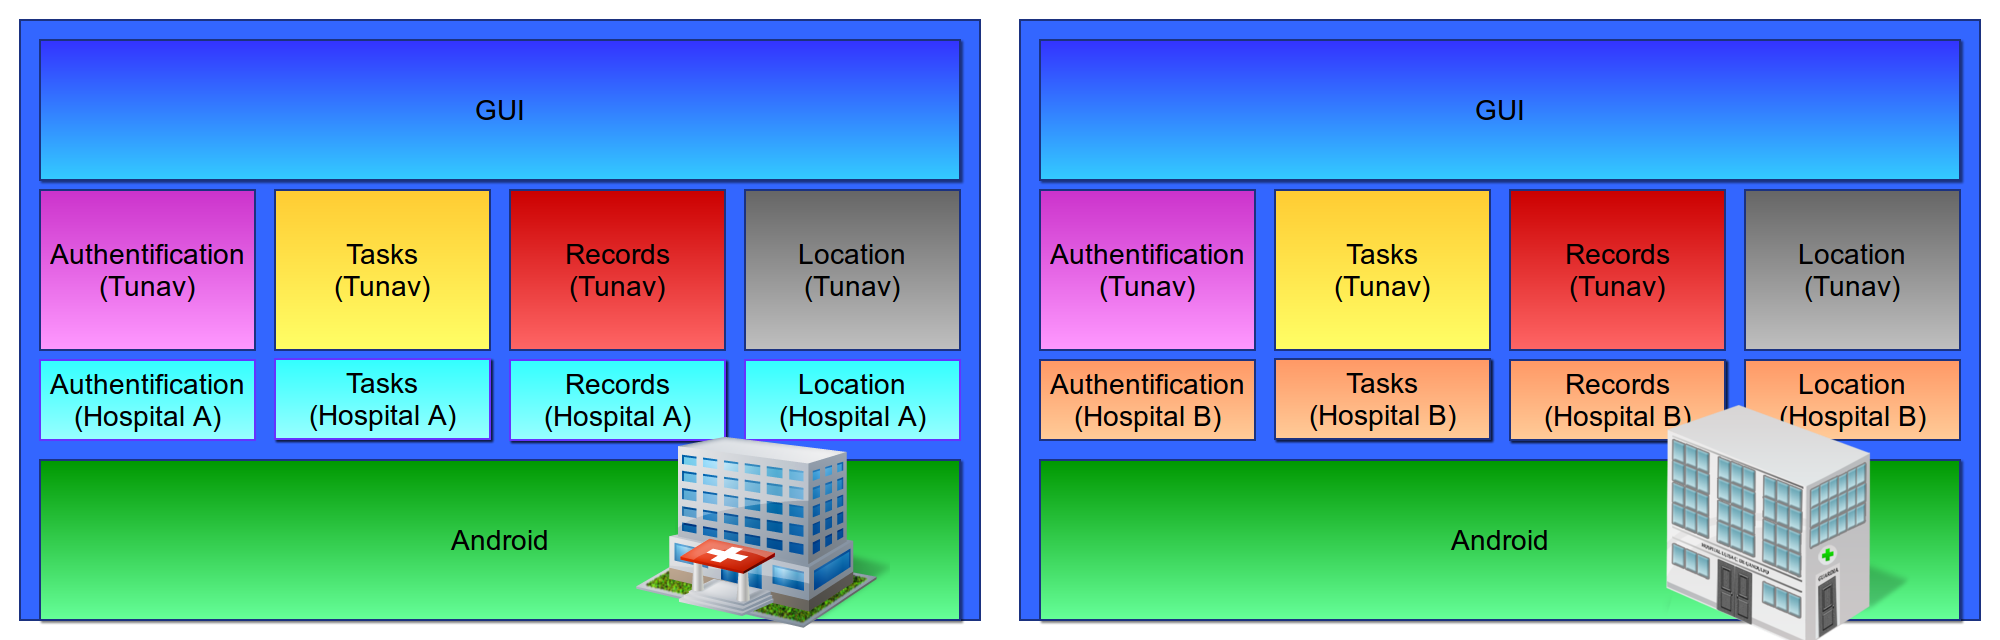 GUI
Authentification
(Tunav)
Tasks
(Tunav)
Records
(Tunav)
Location
(Tunav)
Authentification
(Hospital A)
Tasks
(Hospital A)
Records
(Hospital A)
Location
(Hospital A)
Android
GUI
Authentification
(Tunav)
Tasks
(Tunav)
Records
(Tunav)
Location
(Tunav)
Authentification
(Hospital B)
Tasks
(Hospital B)
Records
(Hospital B)
Location
(Hospital B)
Android
GUARDIA